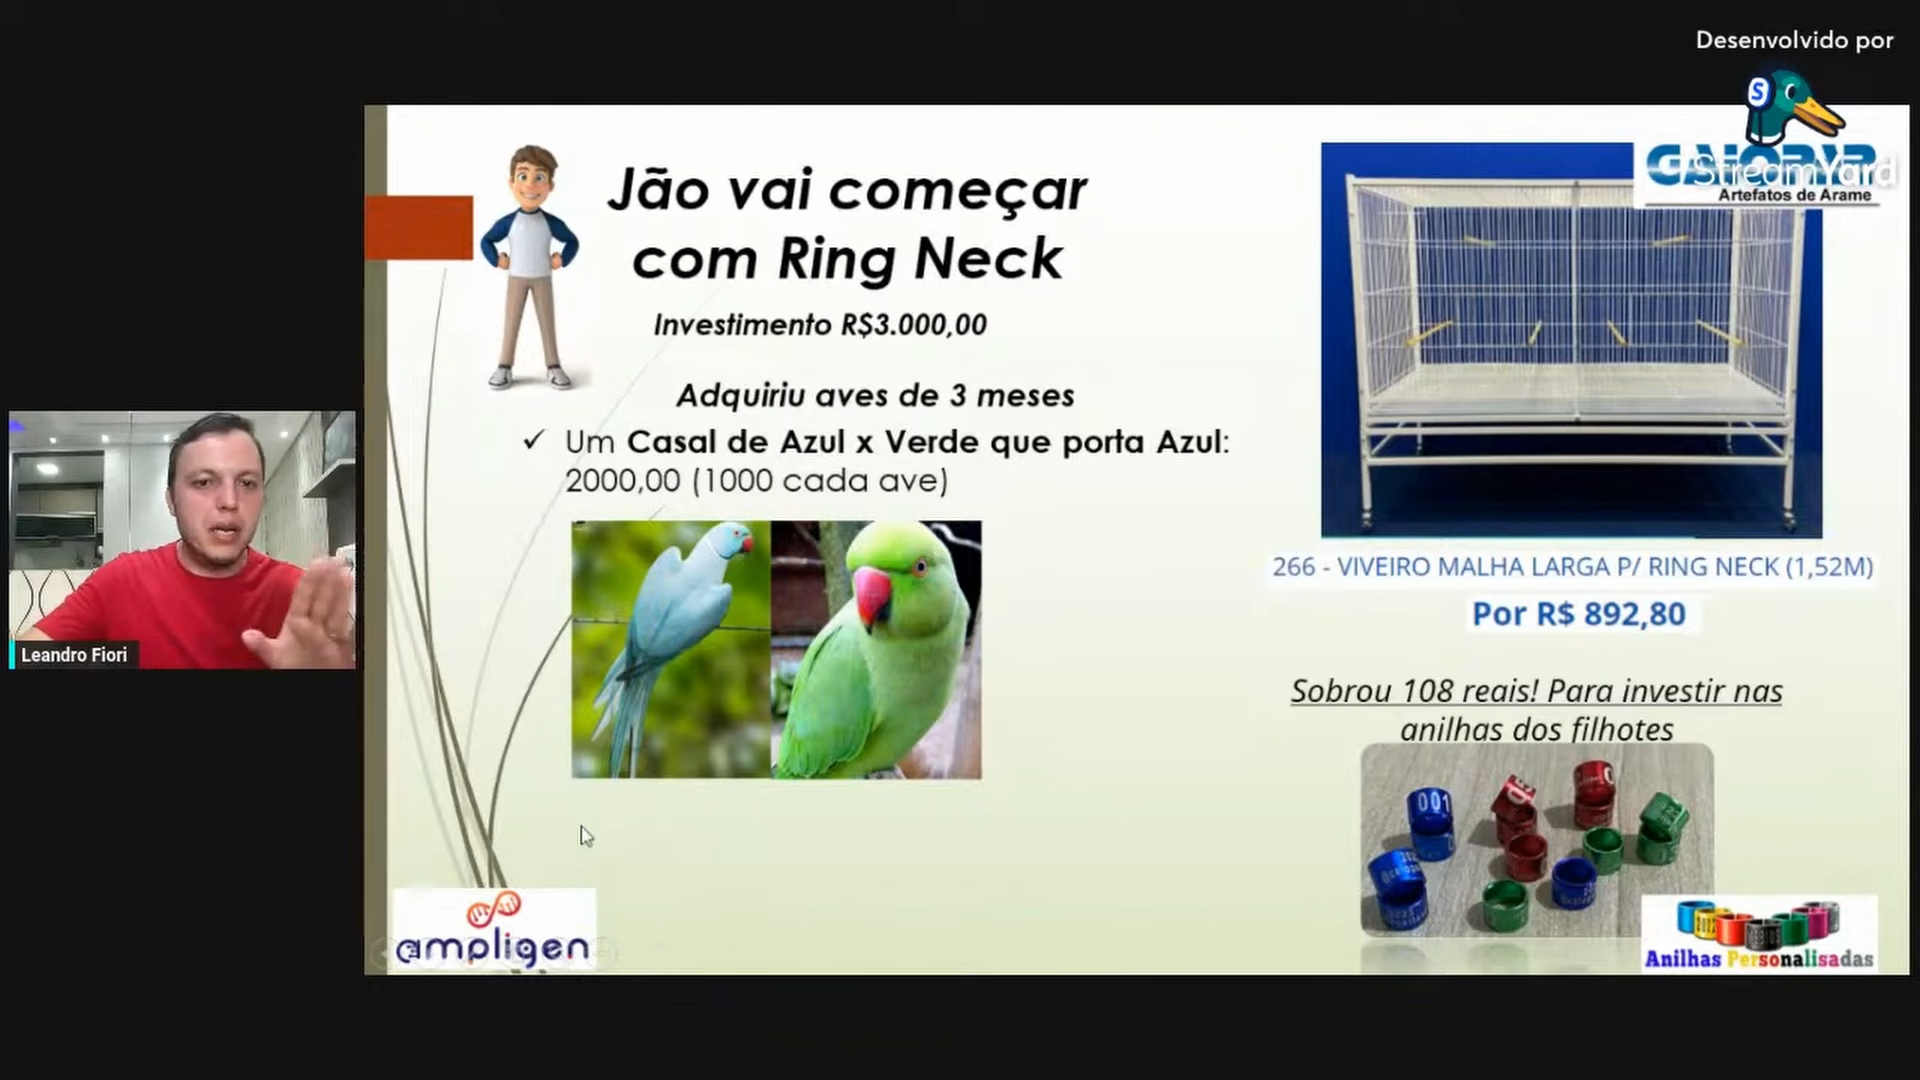 Desenvolvido por
StreamYard
Artefatos de Arame
Jão vai começar
com Ring Neck
Investimento R$3.000,00
Adquiriu aves de 3 meses
✓ Um Casal de Azul x Verde que porta Azul:
2000,00 (1000 cada ave)
266 - VIVEIRO MALHA LARGA P/ RING NECK (1,52M)
Por R$ 892,80
Sobrou 108 reais! Para investir nas
anilhas dos filhotes
001
Leandro Fiori
ampligen
Anilhas Personalisadas